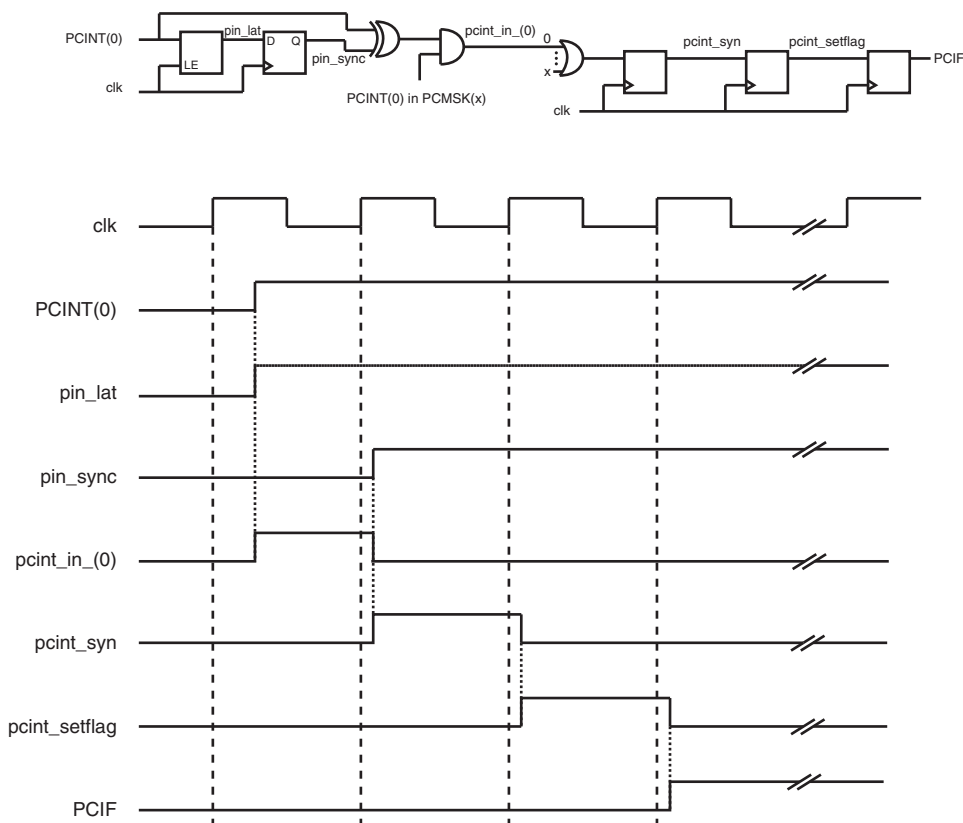 PCINT(0)
pin_lat
D
Q
LE
clk
pin_sync
PCINT(0) in PCMSK(x)
pcint_in_(0)
0
x
pcint_syn
pcint_setflag
PCIF
clk
clk
PCINT(0)
pin_lat
pin_sync
pcint_in_(0)
pcint_syn
pcint_setflag
PCIF